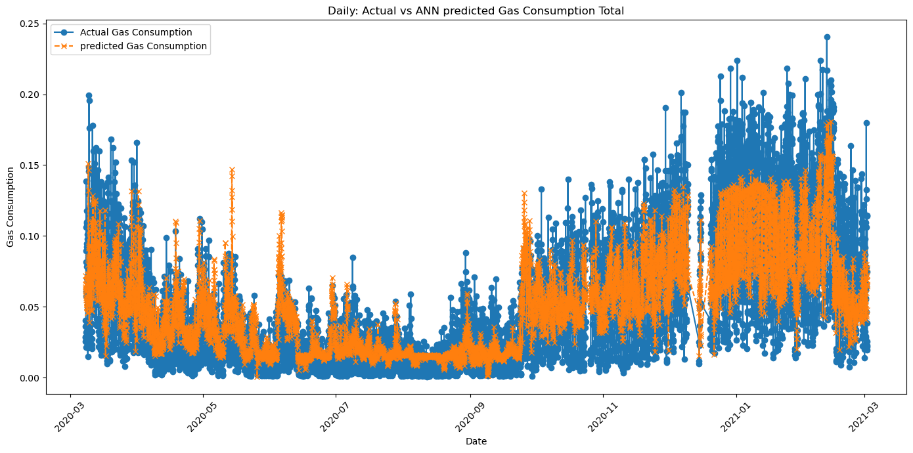 Daily: Actual vs ANN predicted Gas Consumption Total
Actual Gas Consumption
predicted Gas Consumption
0.25
0.20
0.15
0.10
0.05
0.00
Gas Consumption
2020-03
2020-05
2020-07
2020-09
2020-11
2021-01
2021-03
Date